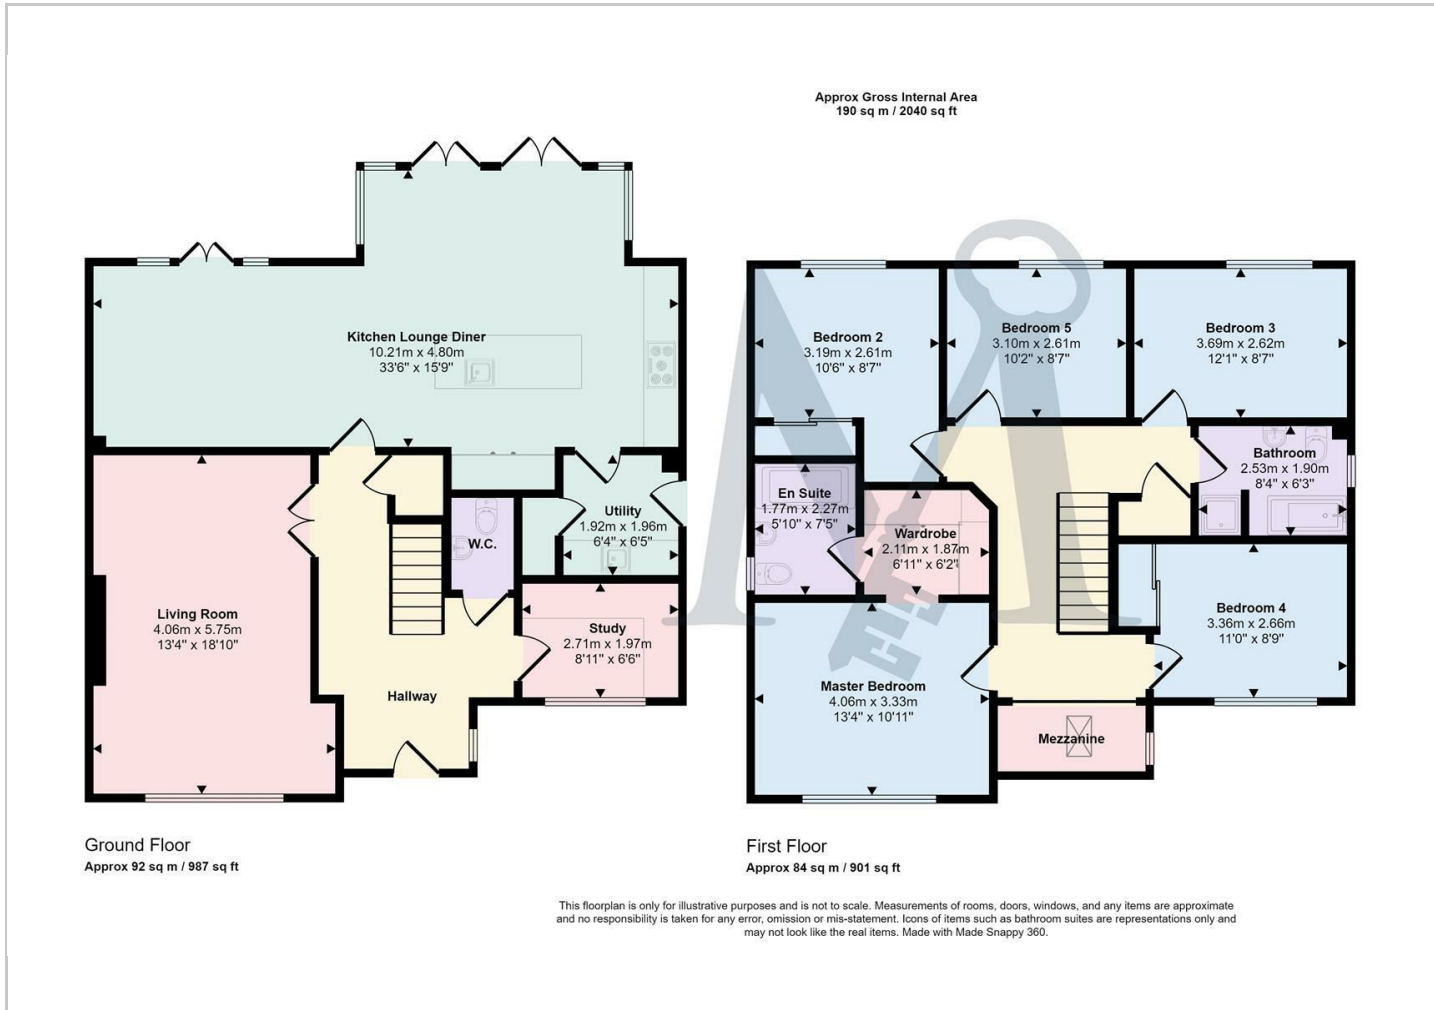 Approx Gross Internal Area
190 sq m / 2040 sq ft
Kitchen Lounge Diner
10.21m x 4.80m
33'6" x 15'9"
Living Room
4.06m x 5.75m
13'4" x 18'10"
W.C.
Utility
1.92m x 1.96m
6'4" x 6'5"
Study
2.71m x 1.97m
8'11" x 6'6"
Hallway
Ground Floor
Approx 92 sq m / 987 sq ft
Bedroom 2
3.19m x 2.61m
10'6" x 8'7"
Bedroom 5
3.10m x 2.61m
10'2" x 8'7"
Bedroom 3
3.69m x 2.62m
12'1" x 8'7"
Bathroom
2.53m x 1.90m
8'4" x 6'3"
En Suite
1.77m x 2.27m
5'10" x 7'5"
Wardrobe
2.11m x 1.87m
6'11" x 6'2"
Bedroom 4
3.36m x 2.66m
11'0" x 8'9"
Master Bedroom
4.06m x 3.33m
13'4" x 10'11"
Mezzanine
First Floor
Approx 84 sq m / 901 sq ft
This floorplan is only for illustrative purposes and is not to scale. Measurements of rooms, doors, windows, and any items are approximate
and no responsibility is taken for any error, omission or mis-statement. Icons of items such as bathroom suites are representations only and
may not look like the real items. Made with Made Snappy 360.